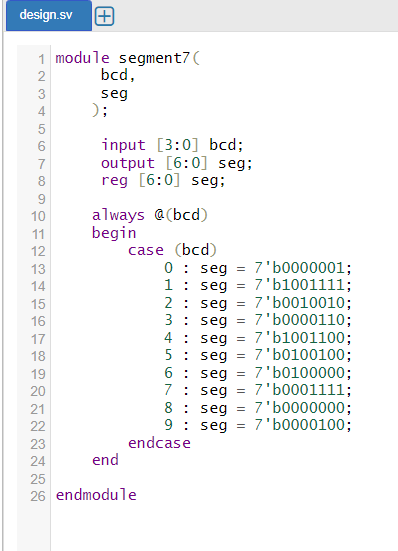 design.sv
1 module segment7(
2 bcd,
3 seg
4 );
5
6 input [3:0] bcd;
7 output [6:0] seg;
8 reg [6:0] seg;
9
10 always @(bcd)
11 begin
12 case (bcd)
13 0 : seg = 7'b0000001;
14 1 : seg = 7'b1001111;
15 2 : seg = 7'b0010010;
16 3 : seg = 7'b0000110;
17 4 : seg = 7'b1001100;
18 5 : seg = 7'b0100100;
19 6 : seg = 7'b0100000;
20 7 : seg = 7'b0001111;
21 8 : seg = 7'b0000000;
22 9 : seg = 7'b0000100;
23 endcase
24 end
25
26 endmodule